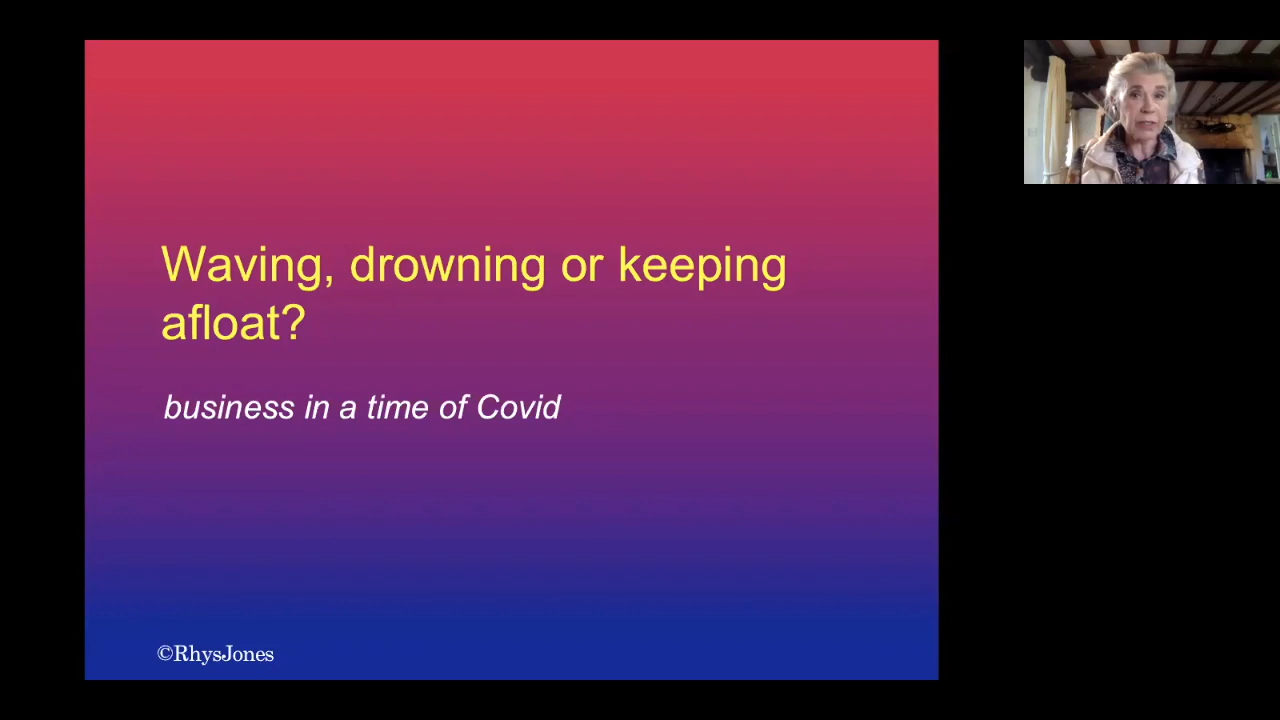 Waving, drowning or keeping
afloat?
business in a time of Covid
©RhysJones